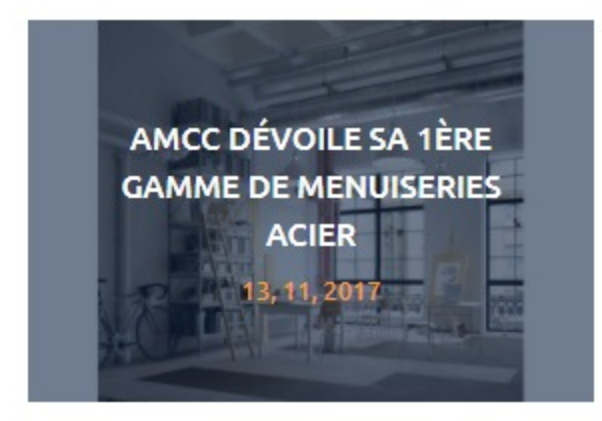 AMCC DÉVOILE SA 1ÈRE
GAMME DE MENUISERIES
ACIER
13, 11, 2017